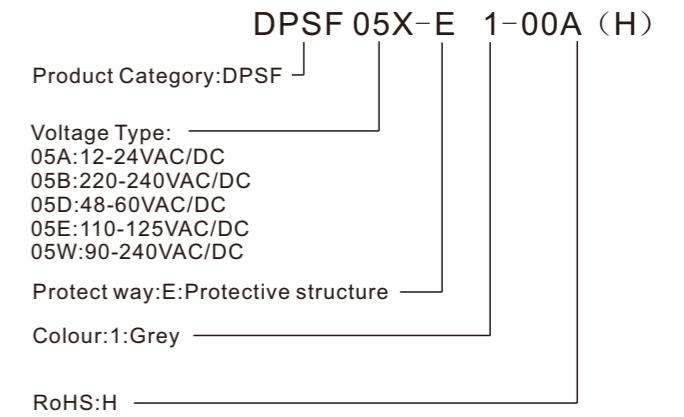 DPSF 05X-E 1-00A (H)
Product Category:DPSF
Voltage Type:
05A:12-24VAC/DC
05B:220-240VAC/DC
05D:48-60VAC/DC
05E:110-125VAC/DC
05W:90-240VAC/DC
Protect way:E:Protective structure
Colour:1:Grey
RoHS:H